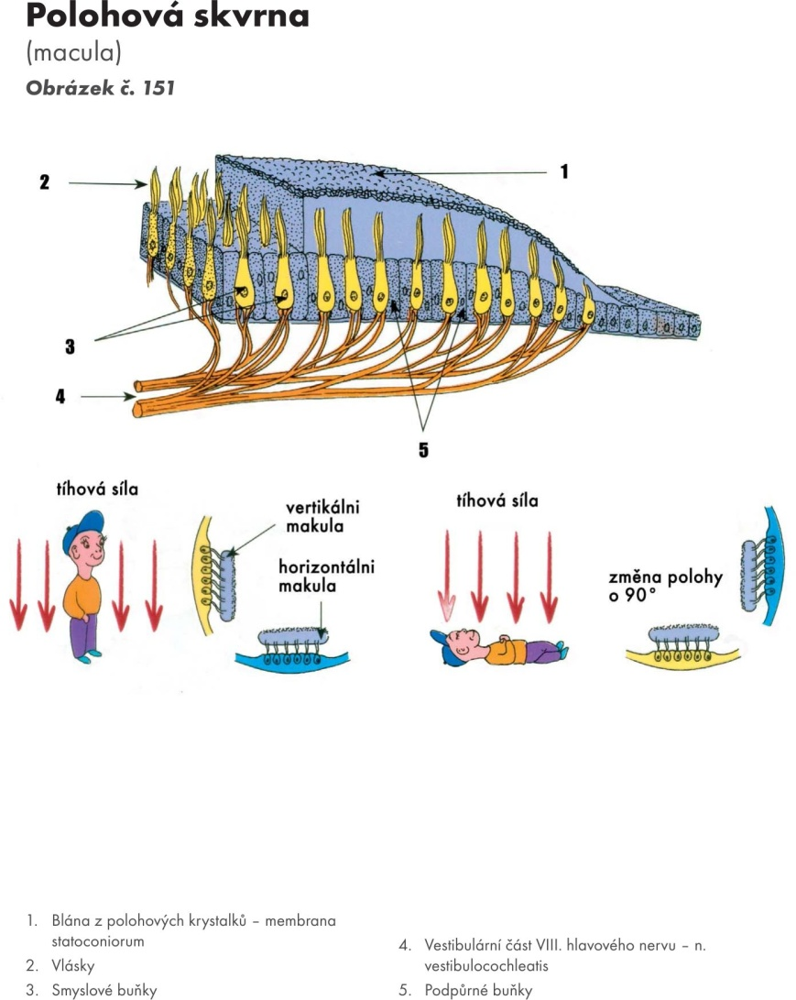 Polohová skvrna
(macula)
Obrázek č. 151
1
2
3
4
5
tíhová síla
vertikálni
makula
horizontálni
makula
tíhová síla
změna polohy
o 90°
1. Blána z polohových krystalků – membrana
statoconiorum
2. Vlásky
3. Smyslové buňky
4. Vestibulární část VIII. hlavového nervu – n.
vestibulocochleatis
5. Podpůrné buňky